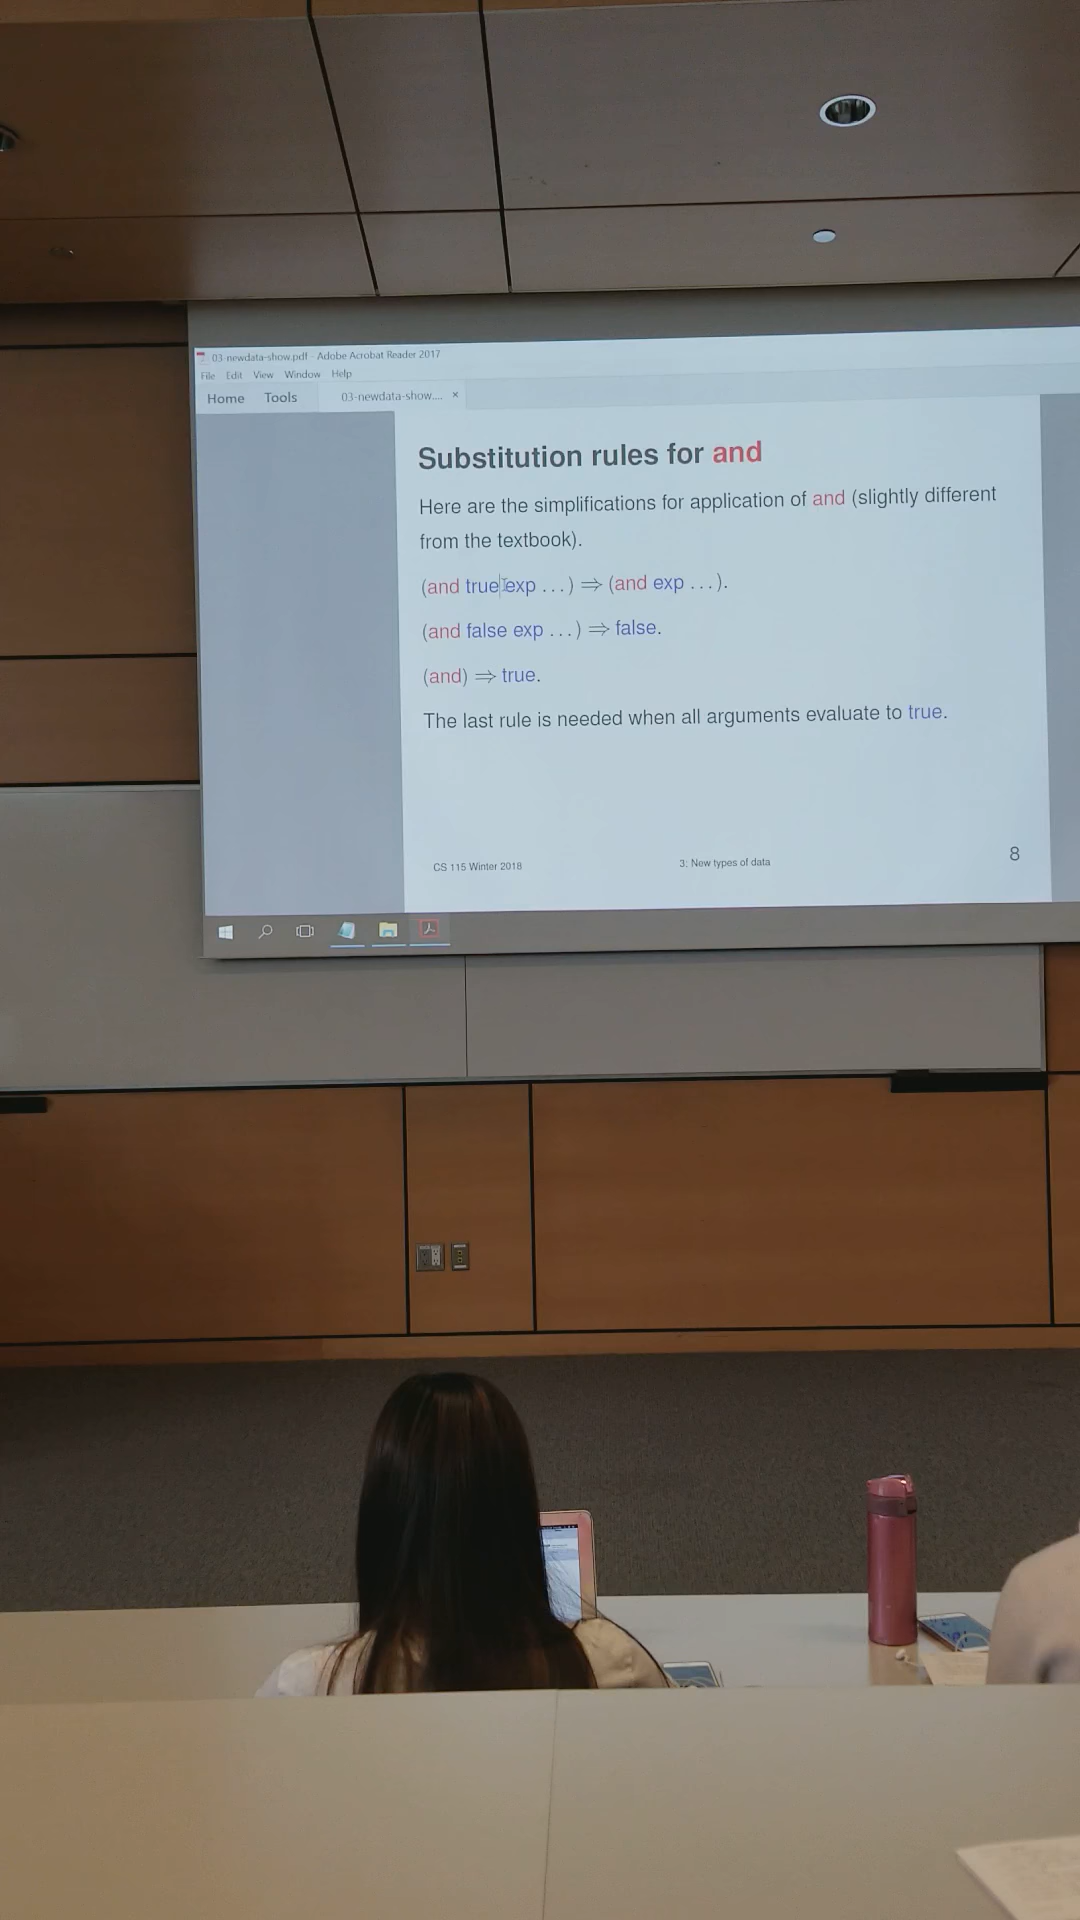 03-newdata-show.pdf - Adobe Acrobat Reader 2017
File Edit View Window Help
Home Tools 03-newdata-show.... ×
Substitution rules for and
Here are the simplifications for application of and (slightly different
from the textbook).
(and true exp ...) ⇒ (and exp ...).
(and false exp ...) ⇒ false.
(and) ⇒ true.
The last rule is needed when all arguments evaluate to true.
CS 115 Winter 2018 3: New types of data 8